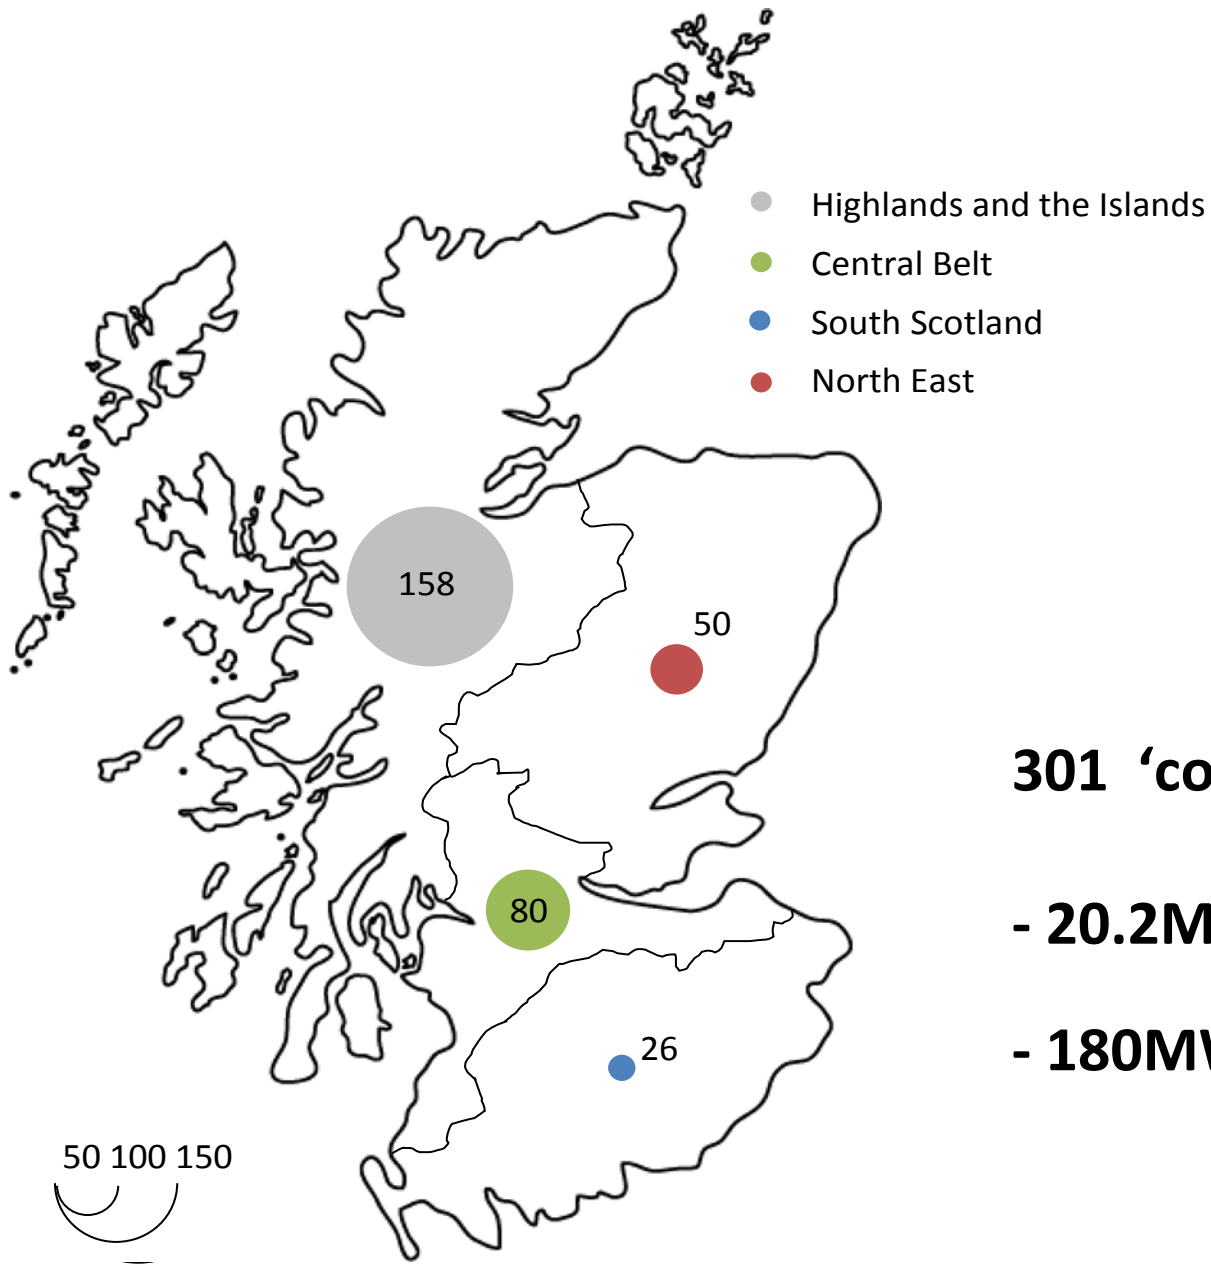 Highlands and the Islands
Central Belt
South Scotland
North East
158
50
301 ‘co
80
- 20.2M
26
- 180MW
50 100 150